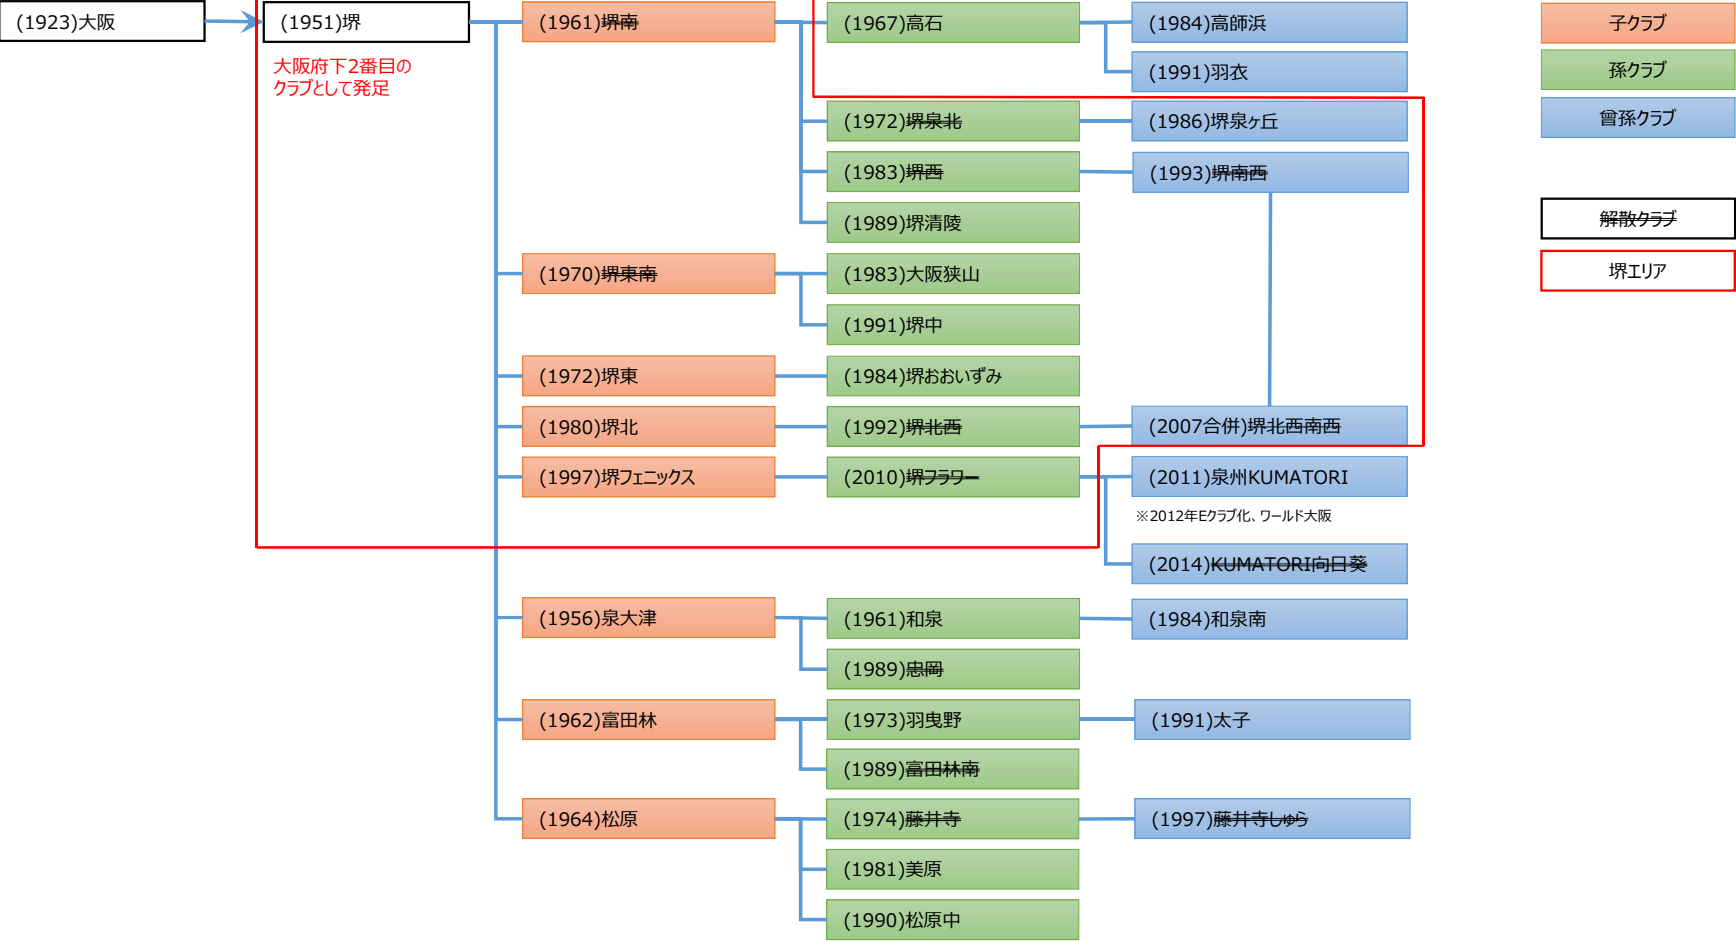 (1923)大阪
(1951)堺
大阪府下2番目の
クラブとして発足
(1961)堺南
(1967)高石
(1984)高師浜
(1991)羽衣
(1972)堺泉北
(1986)堺泉ヶ丘
(1983)堺西
(1993)堺南西
(1989)堺清陵
(1970)堺東南
(1983)大阪狭山
(1991)堺中
(1972)堺東
(1984)堺おおいずみ
(1980)堺北
(1992)堺北西
(2007合併)堺北西南西
(1997)堺フェニックス
(2010)堺フラワー
(2011)泉州KUMATORI
※2012年Eクラブ化、ワールド大阪
(2014)KUMATORI向日葵
(1956)泉大津
(1961)和泉
(1984)和泉南
(1989)忠岡
(1962)富田林
(1973)羽曳野
(1991)太子
(1989)富田林南
(1964)松原
(1974)藤井寺
(1997)藤井寺しゅら
(1981)美原
(1990)松原中
子クラブ
孫クラブ
曾孫クラブ
解散クラブ
堺エリア